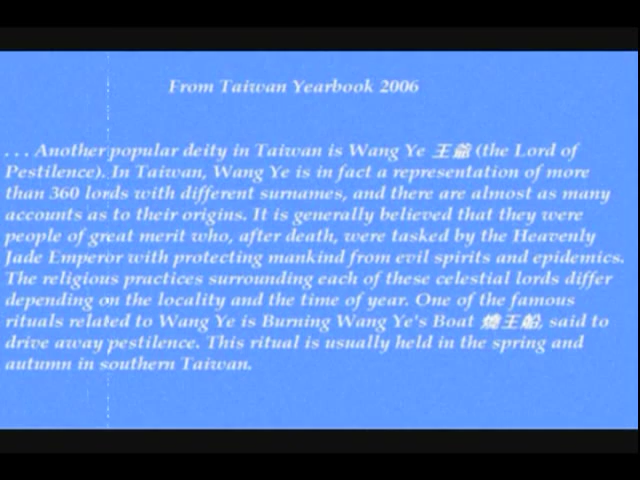 From Taiwan Yearbook 2006
. . . Another popular deity in Taiwan is Wang Ye 王爺 (the Lord of
Pestilence). In Taiwan, Wang Ye is in fact a representation of more
than 360 lords with different surnames, and there are almost as many
accounts as to their origins. It is generally believed that they were
people of great merit who, after death, were tasked by the Heavenly
Jade Emperor with protecting mankind from evil spirits and epidemics.
The religious practices surrounding each of these celestial lords differ
depending on the locality and the time of year. One of the famous
rituals related to Wang Ye is Burning Wang Ye's Boat 燒王船, said to
drive away pestilence. This ritual is usually held in the spring and
autumn in southern Taiwan.